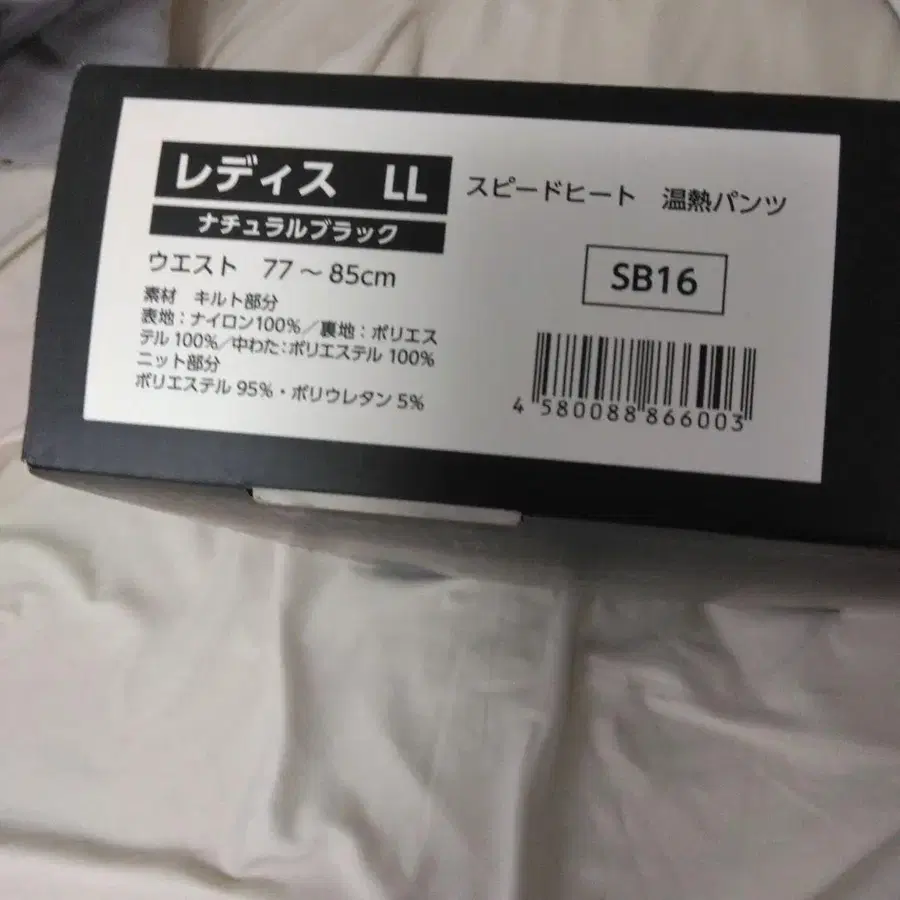 レディス LL
ナチュラルブラック
ウエスト 77～85cm
素材 キルト部分
表地：ナイロン100%／裏地：ポリエス
テル 100%／中わた：ポリエステル 100%
ニット部分
ポリエステル 95%・ポリウレタン 5%
スピードヒート 温熱パンツ
SB16
4 580088 866003